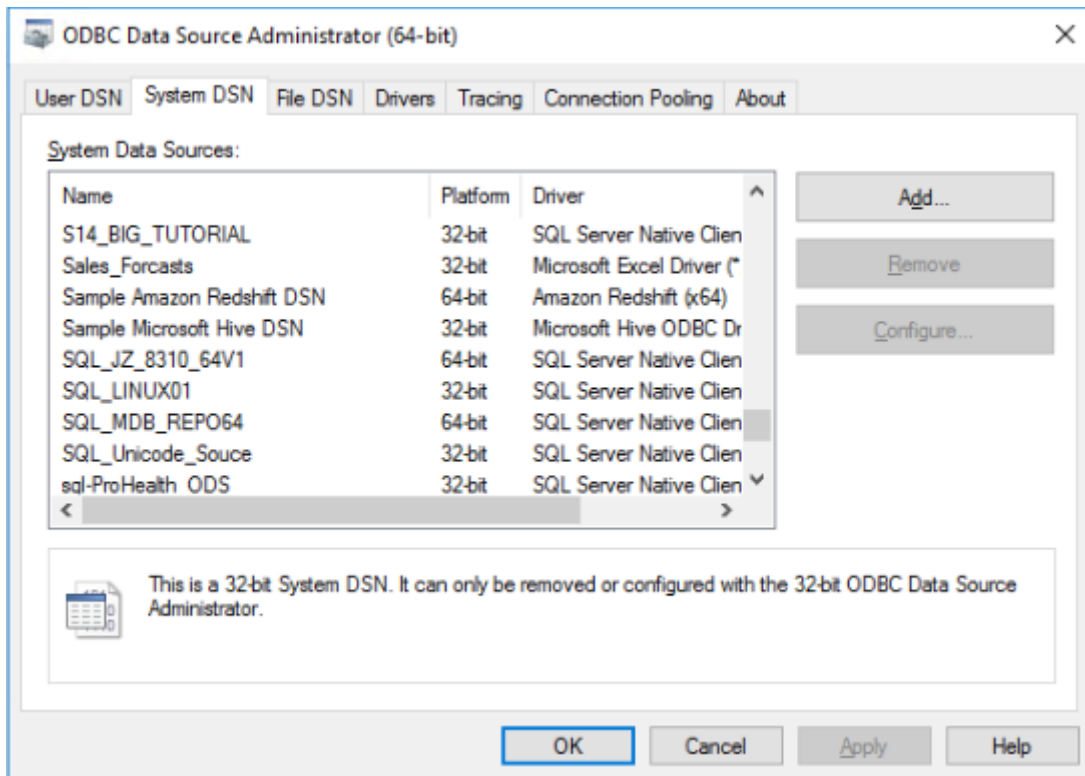 ODBC Data Source Administrator (64-bit)
User DSN System DSN File DSN Drivers Tracing Connection Pooling About
System Data Sources:
Name Platform Driver
S14_BIG_TUTORIAL 32-bit SQL Server Native Clien
Sales_Forcasts 32-bit Microsoft Excel Driver (*
Sample Amazon Redshift DSN 64-bit Amazon Redshift (x64)
Sample Microsoft Hive DSN 32-bit Microsoft Hive ODBC Dr
SQL_JZ_8310_64V1 64-bit SQL Server Native Clien
SQL_LINUX01 32-bit SQL Server Native Clien
SQL_MDB_REPO64 64-bit SQL Server Native Clien
SQL_Unicode_Souce 32-bit SQL Server Native Clien
sql-ProHealth_ODS 32-bit SQL Server Native Clien
Add...
Remove
Configure...
This is a 32-bit System DSN. It can only be removed or configured with the 32-bit ODBC Data Source
Administrator.
OK Cancel Apply Help